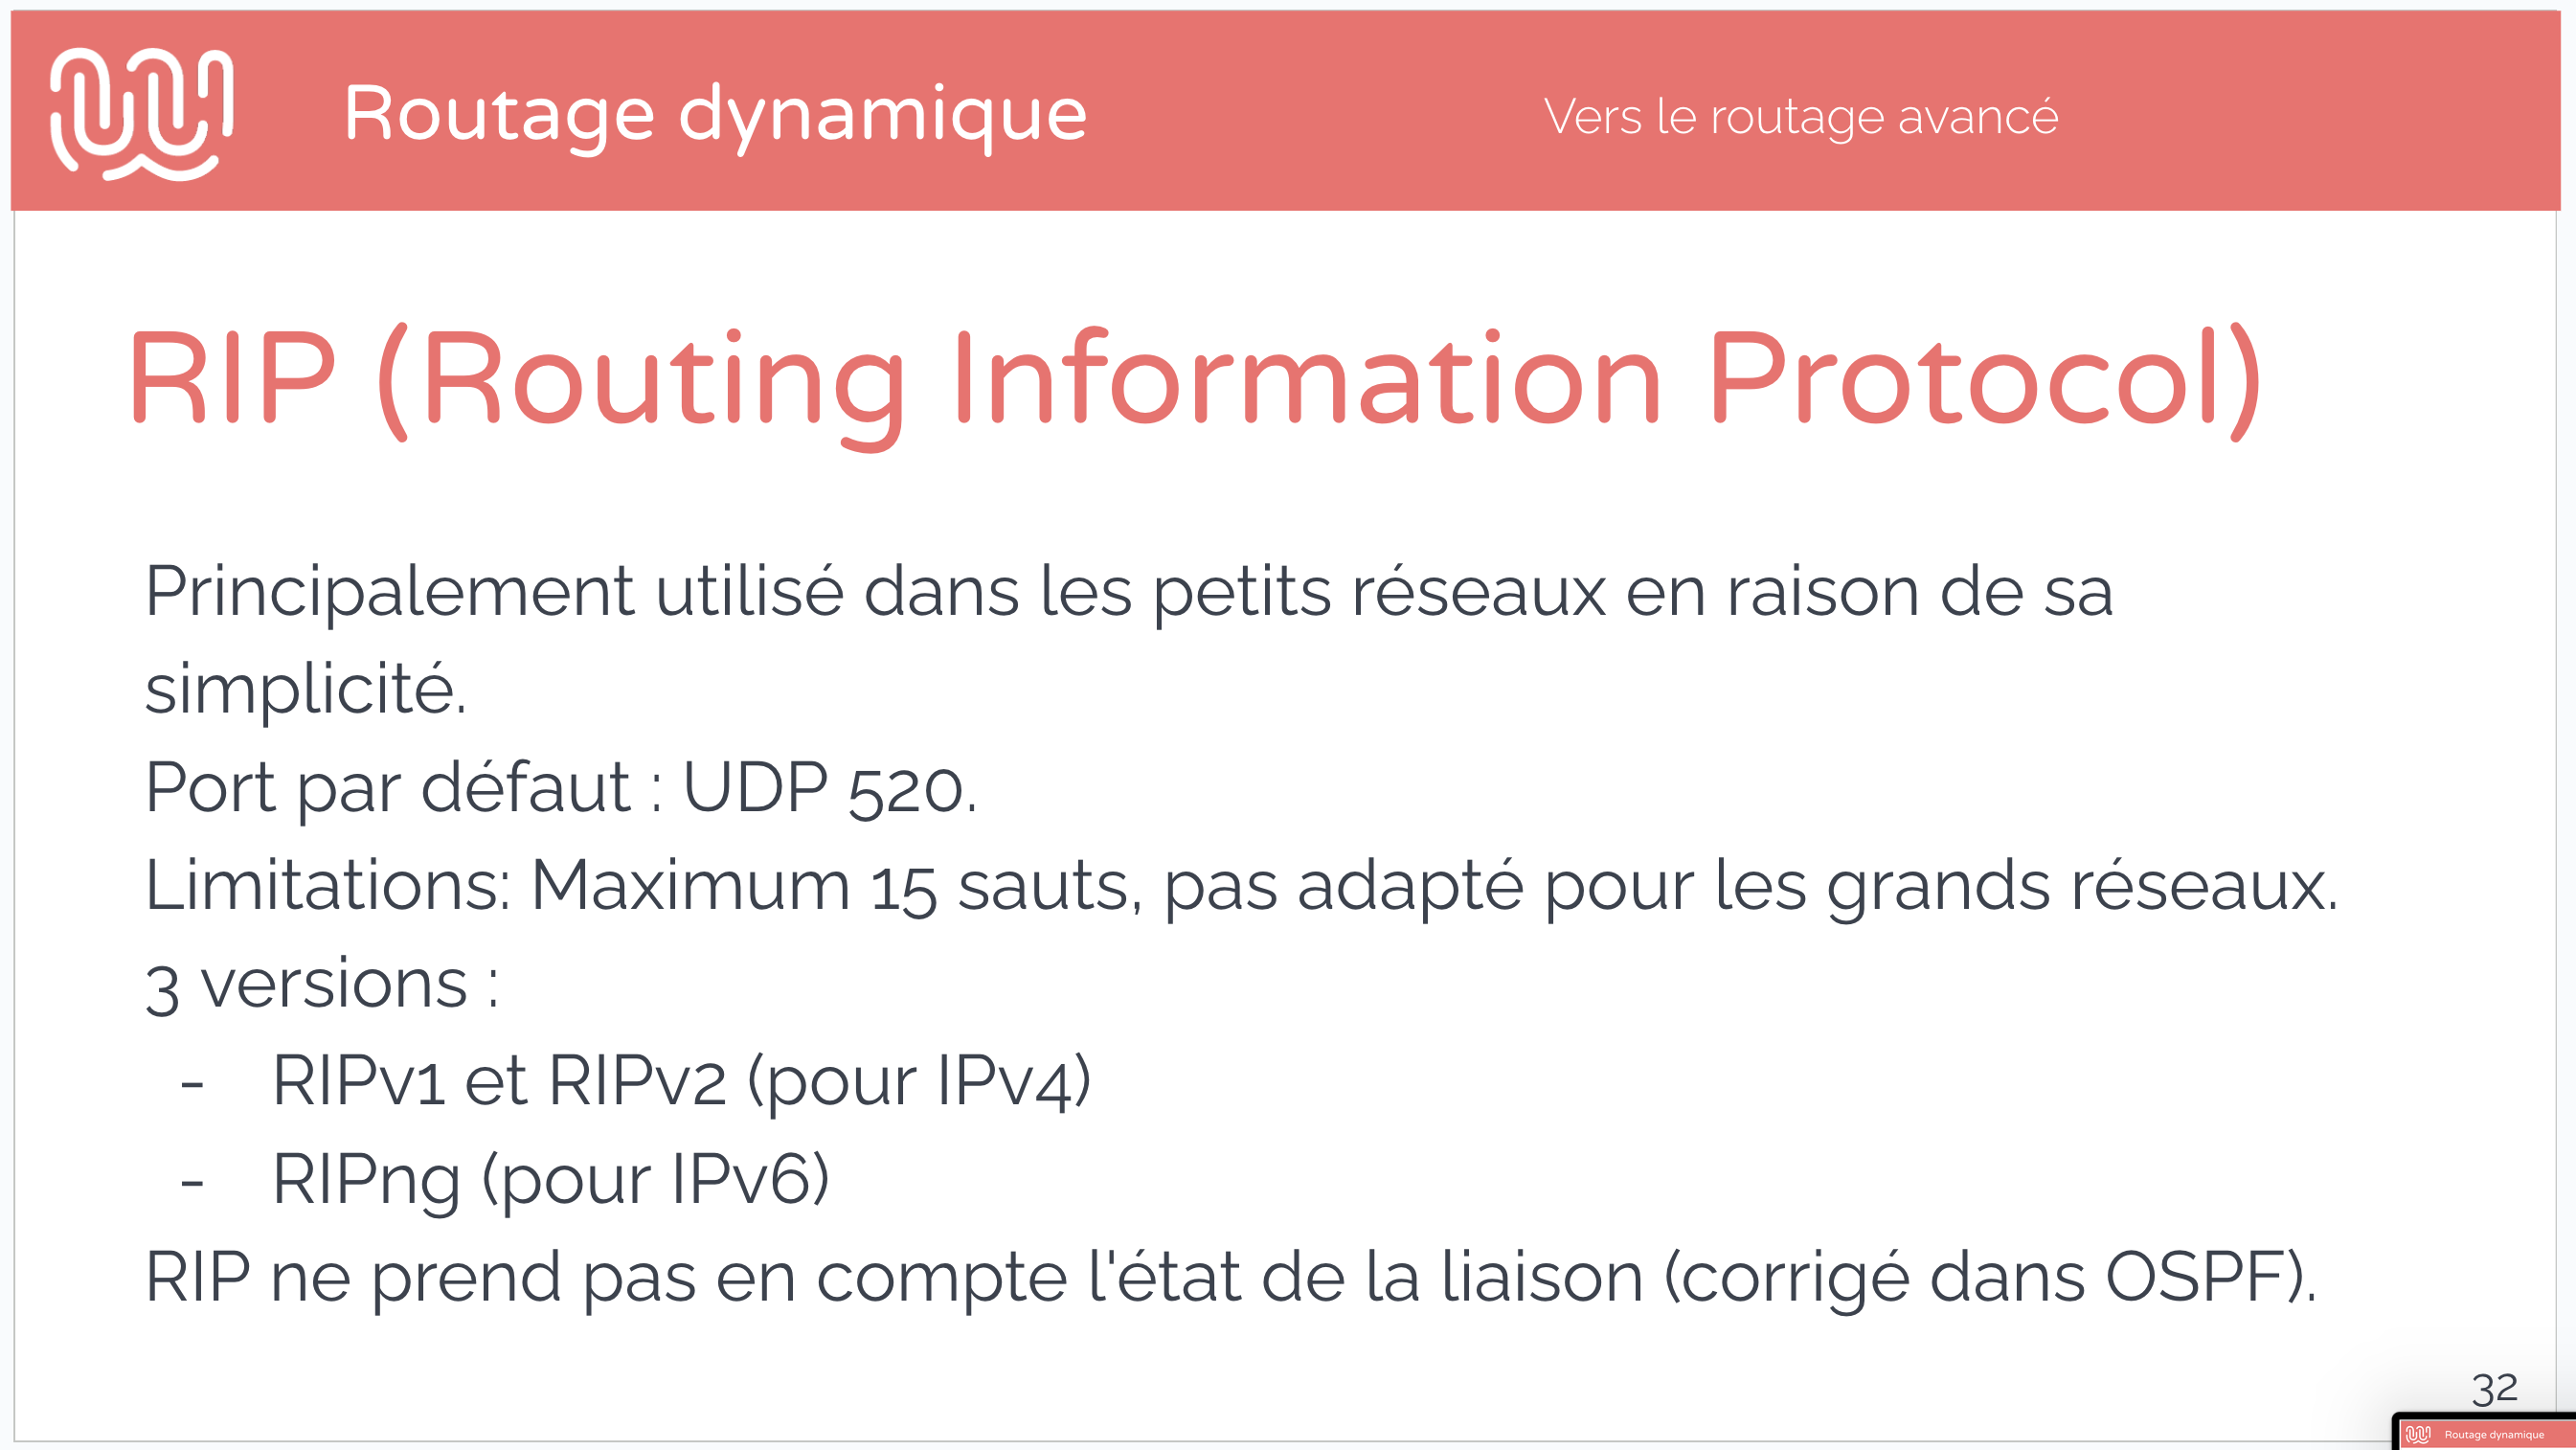 Routage dynamique
Vers le routage avancé
RIP (Routing Information Protocol)
Principalement utilisé dans les petits réseaux en raison de sa
simplicité.
Port par défaut : UDP 520.
Limitations: Maximum 15 sauts, pas adapté pour les grands réseaux.
3 versions :
- RIPv1 et RIPv2 (pour IPv4)
- RIPng (pour IPv6)
RIP ne prend pas en compte l'état de la liaison (corrigé dans OSPF).
32
Routage dynamique